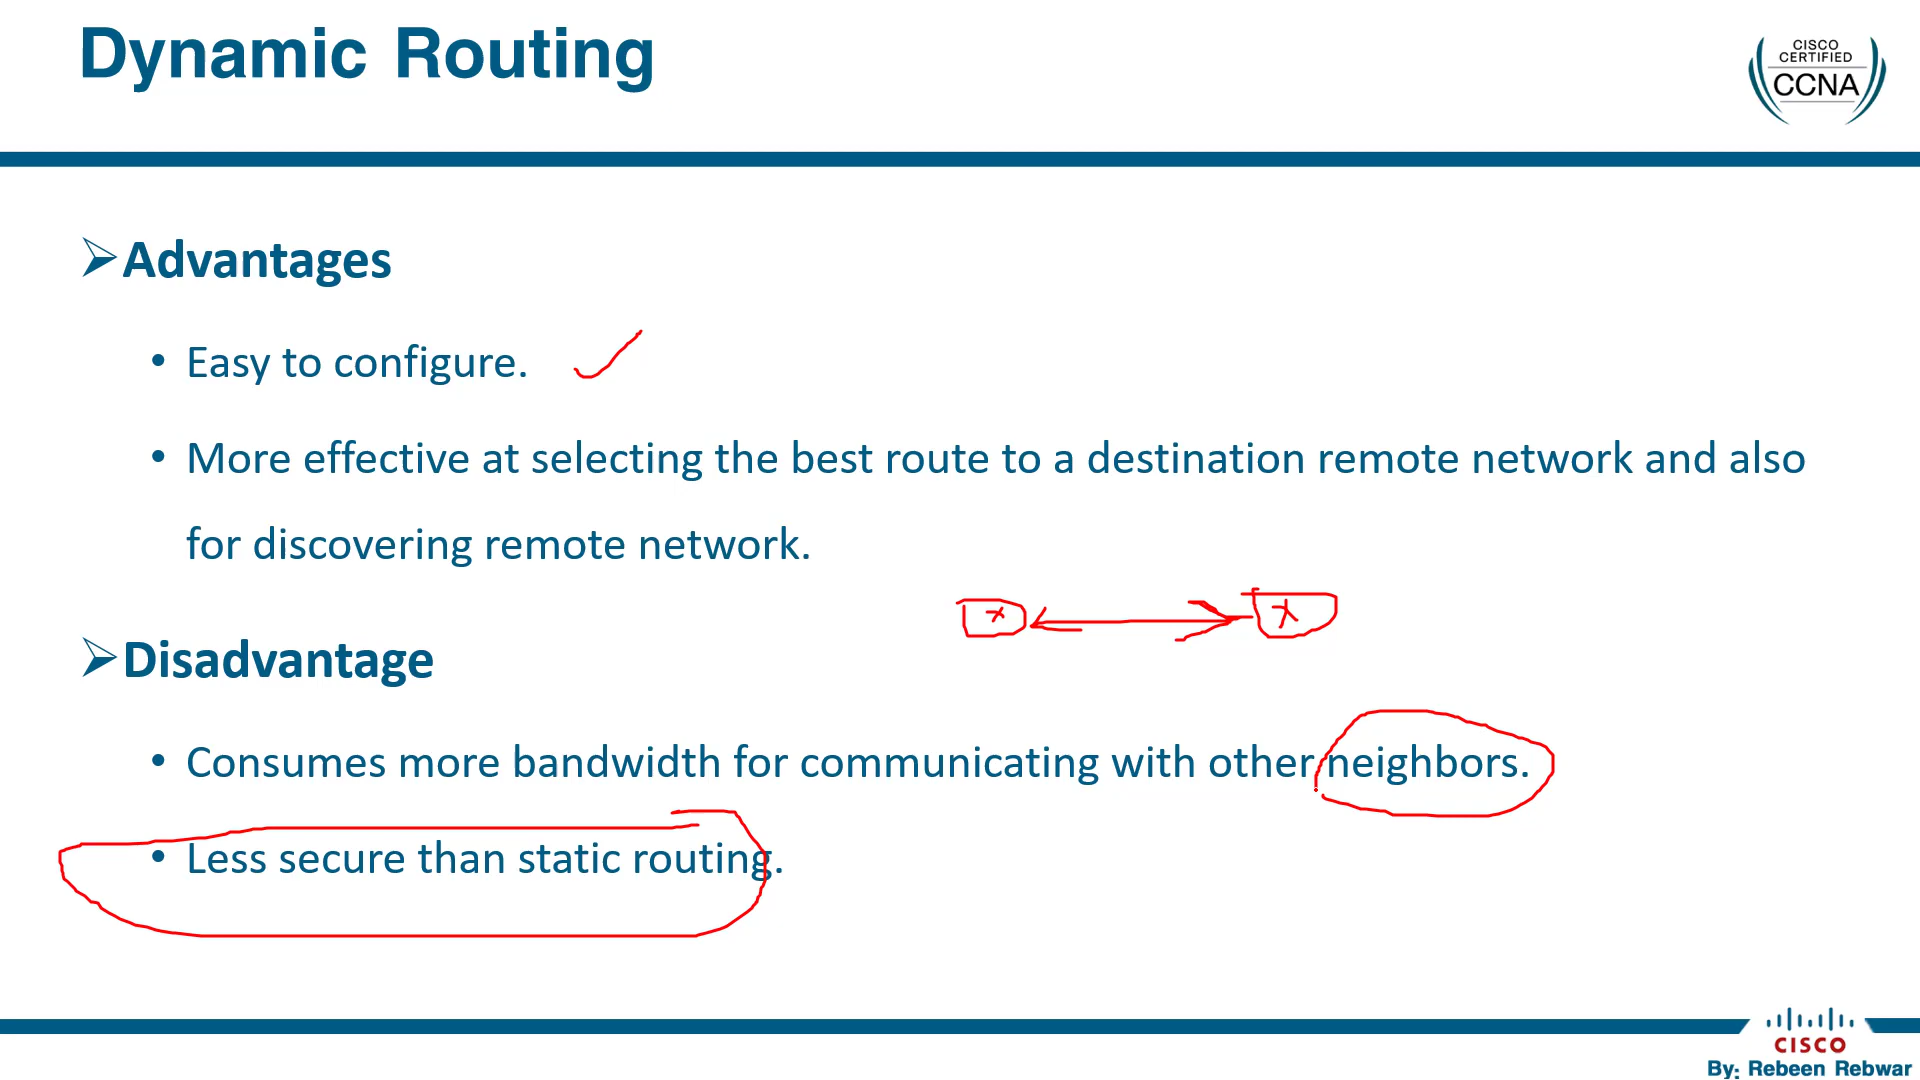 Dynamic Routing
CISCO
CERTIFIED
CCNA
Advantages
• Easy to configure.
• More effective at selecting the best route to a destination remote network and also
for discovering remote network.
x x
Disadvantage
• Consumes more bandwidth for communicating with other neighbors.
• Less secure than static routing.
CISCO
By: Rebeen Rebwar